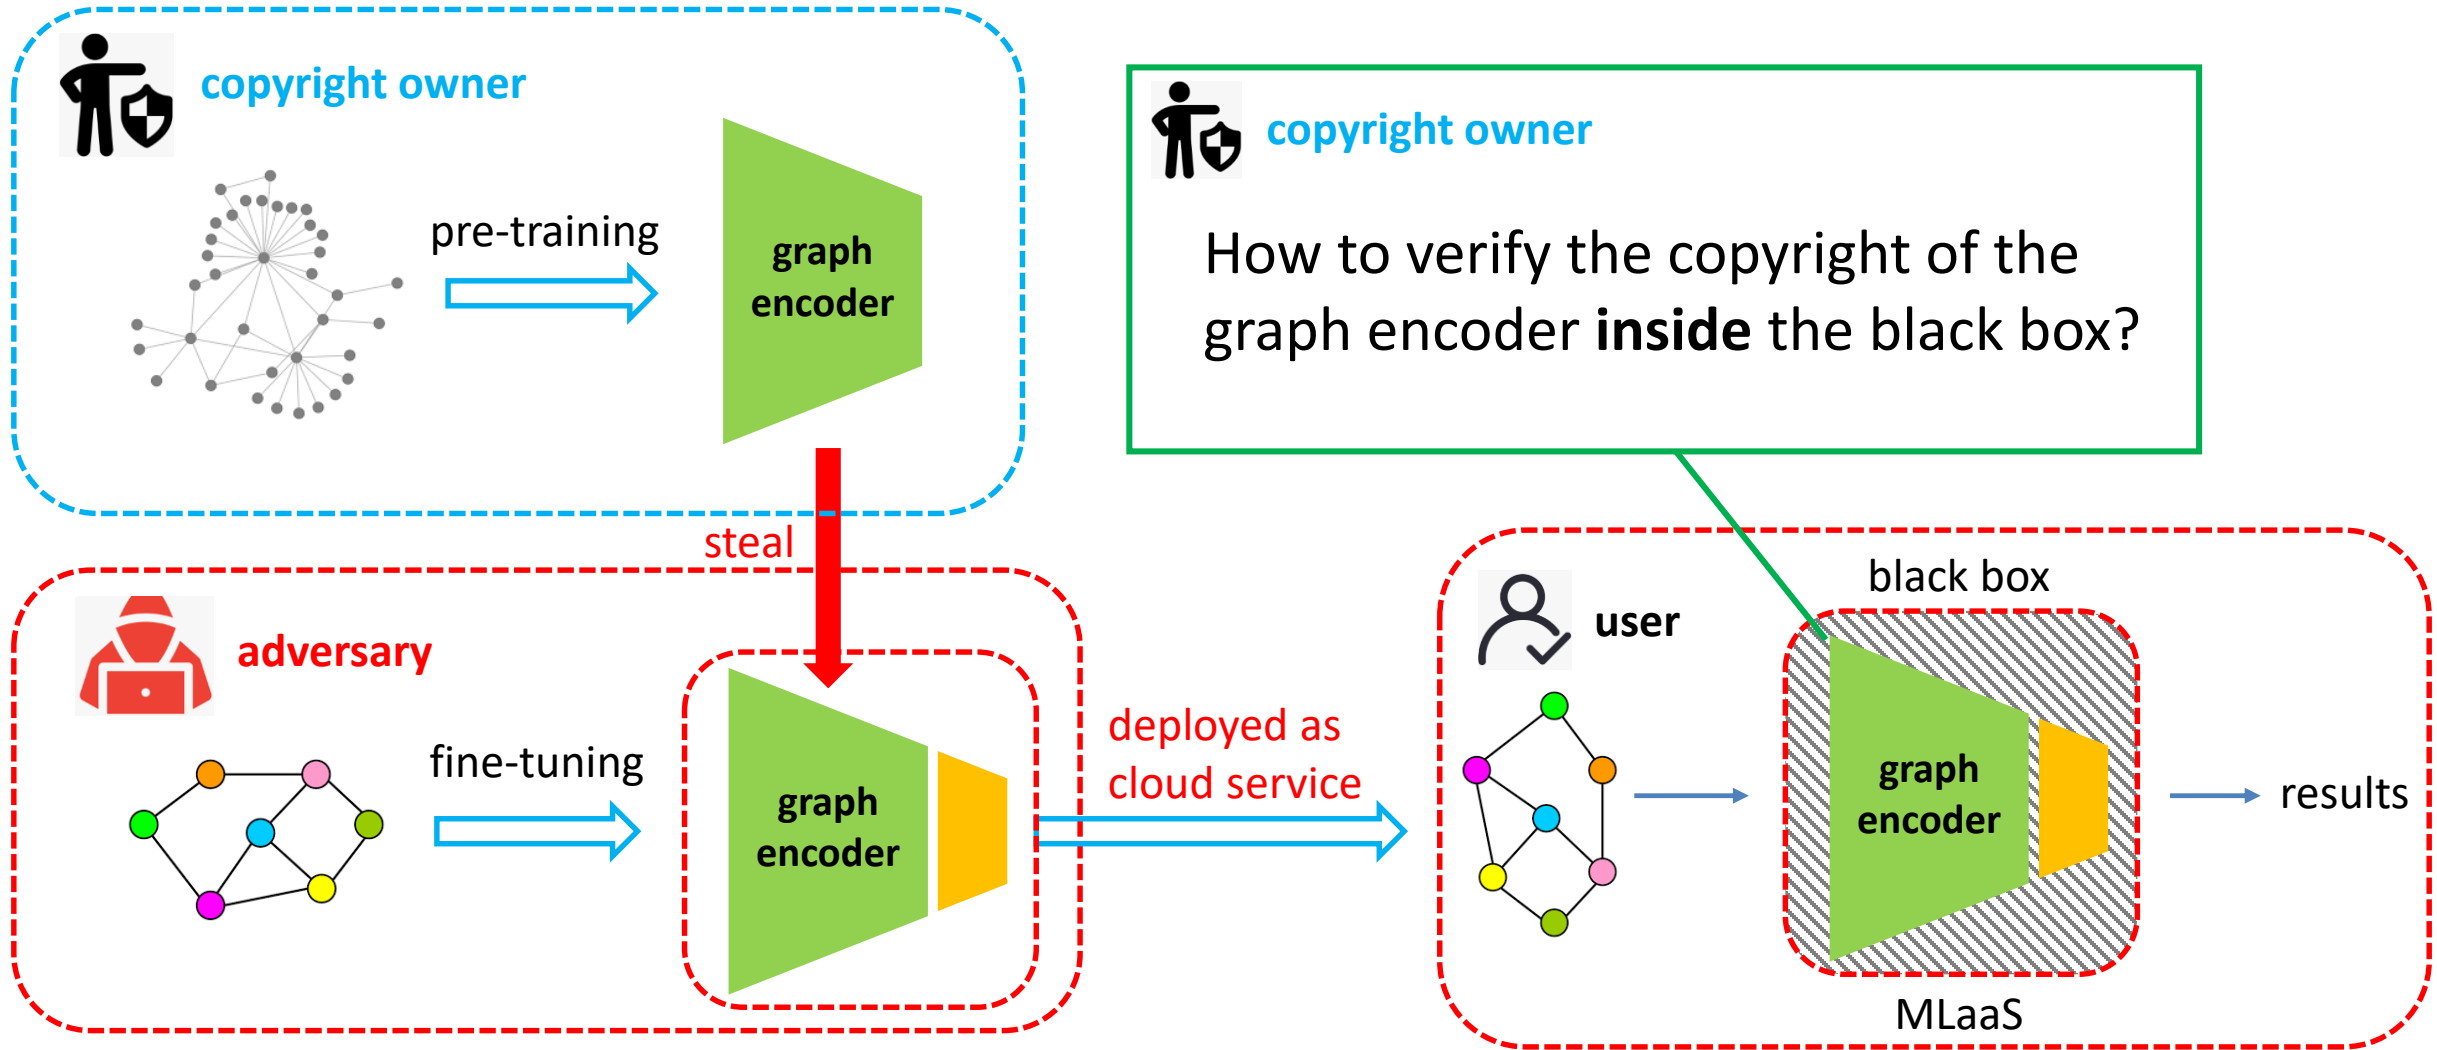 copyright owner
pre-training
graph
encoder
copyright owner
How to verify the copyright of the
graph encoder inside the black box?
steal
adversary
fine-tuning
graph
encoder
deployed as
cloud service
black box
user
graph
encoder
results
MLaaS